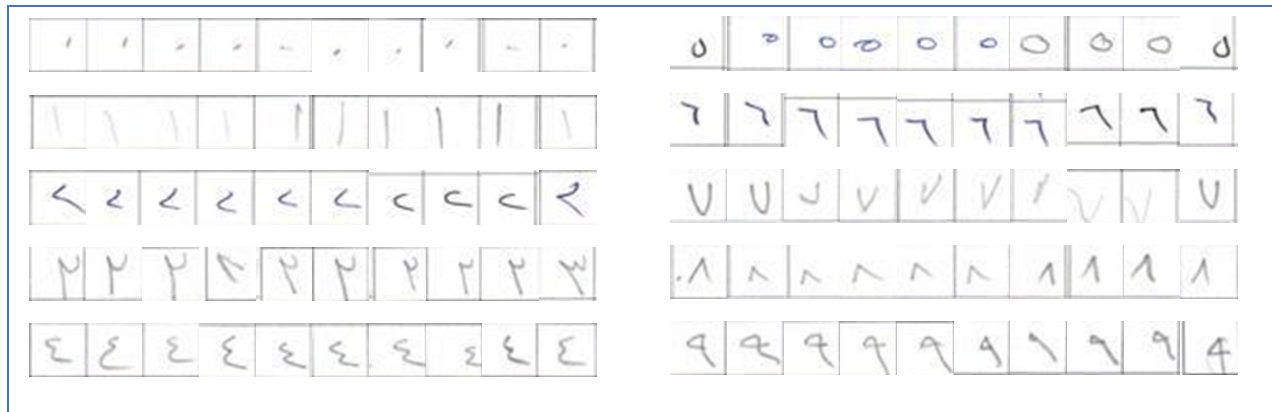 ٠ ٠ ٠ ٠ ٠ ٠ ٠ ٠ ٠ ٠
١ ١ ١ ١ ١ ١ ١ ١ ١ ١
٢ ٢ ٢ ٢ ٢ ٢ ٢ ٢ ٢ ٢
٣ ٣ ٣ ٣ ٣ ٣ ٣ ٣ ٣ ٣
٤ ٤ ٤ ٤ ٤ ٤ ٤ ٤ ٤ ٤
٥ ٥ ٥ ٥ ٥ ٥ ٥ ٥ ٥ ٥
٦ ٦ ٦ ٦ ٦ ٦ ٦ ٦ ٦ ٦
٧ ٧ ٧ ٧ ٧ ٧ ٧ ٧ ٧ ٧
٨ ٨ ٨ ٨ ٨ ٨ ٨ ٨ ٨ ٨
٩ ٩ ٩ ٩ ٩ ٩ ٩ ٩ ٩ ٩